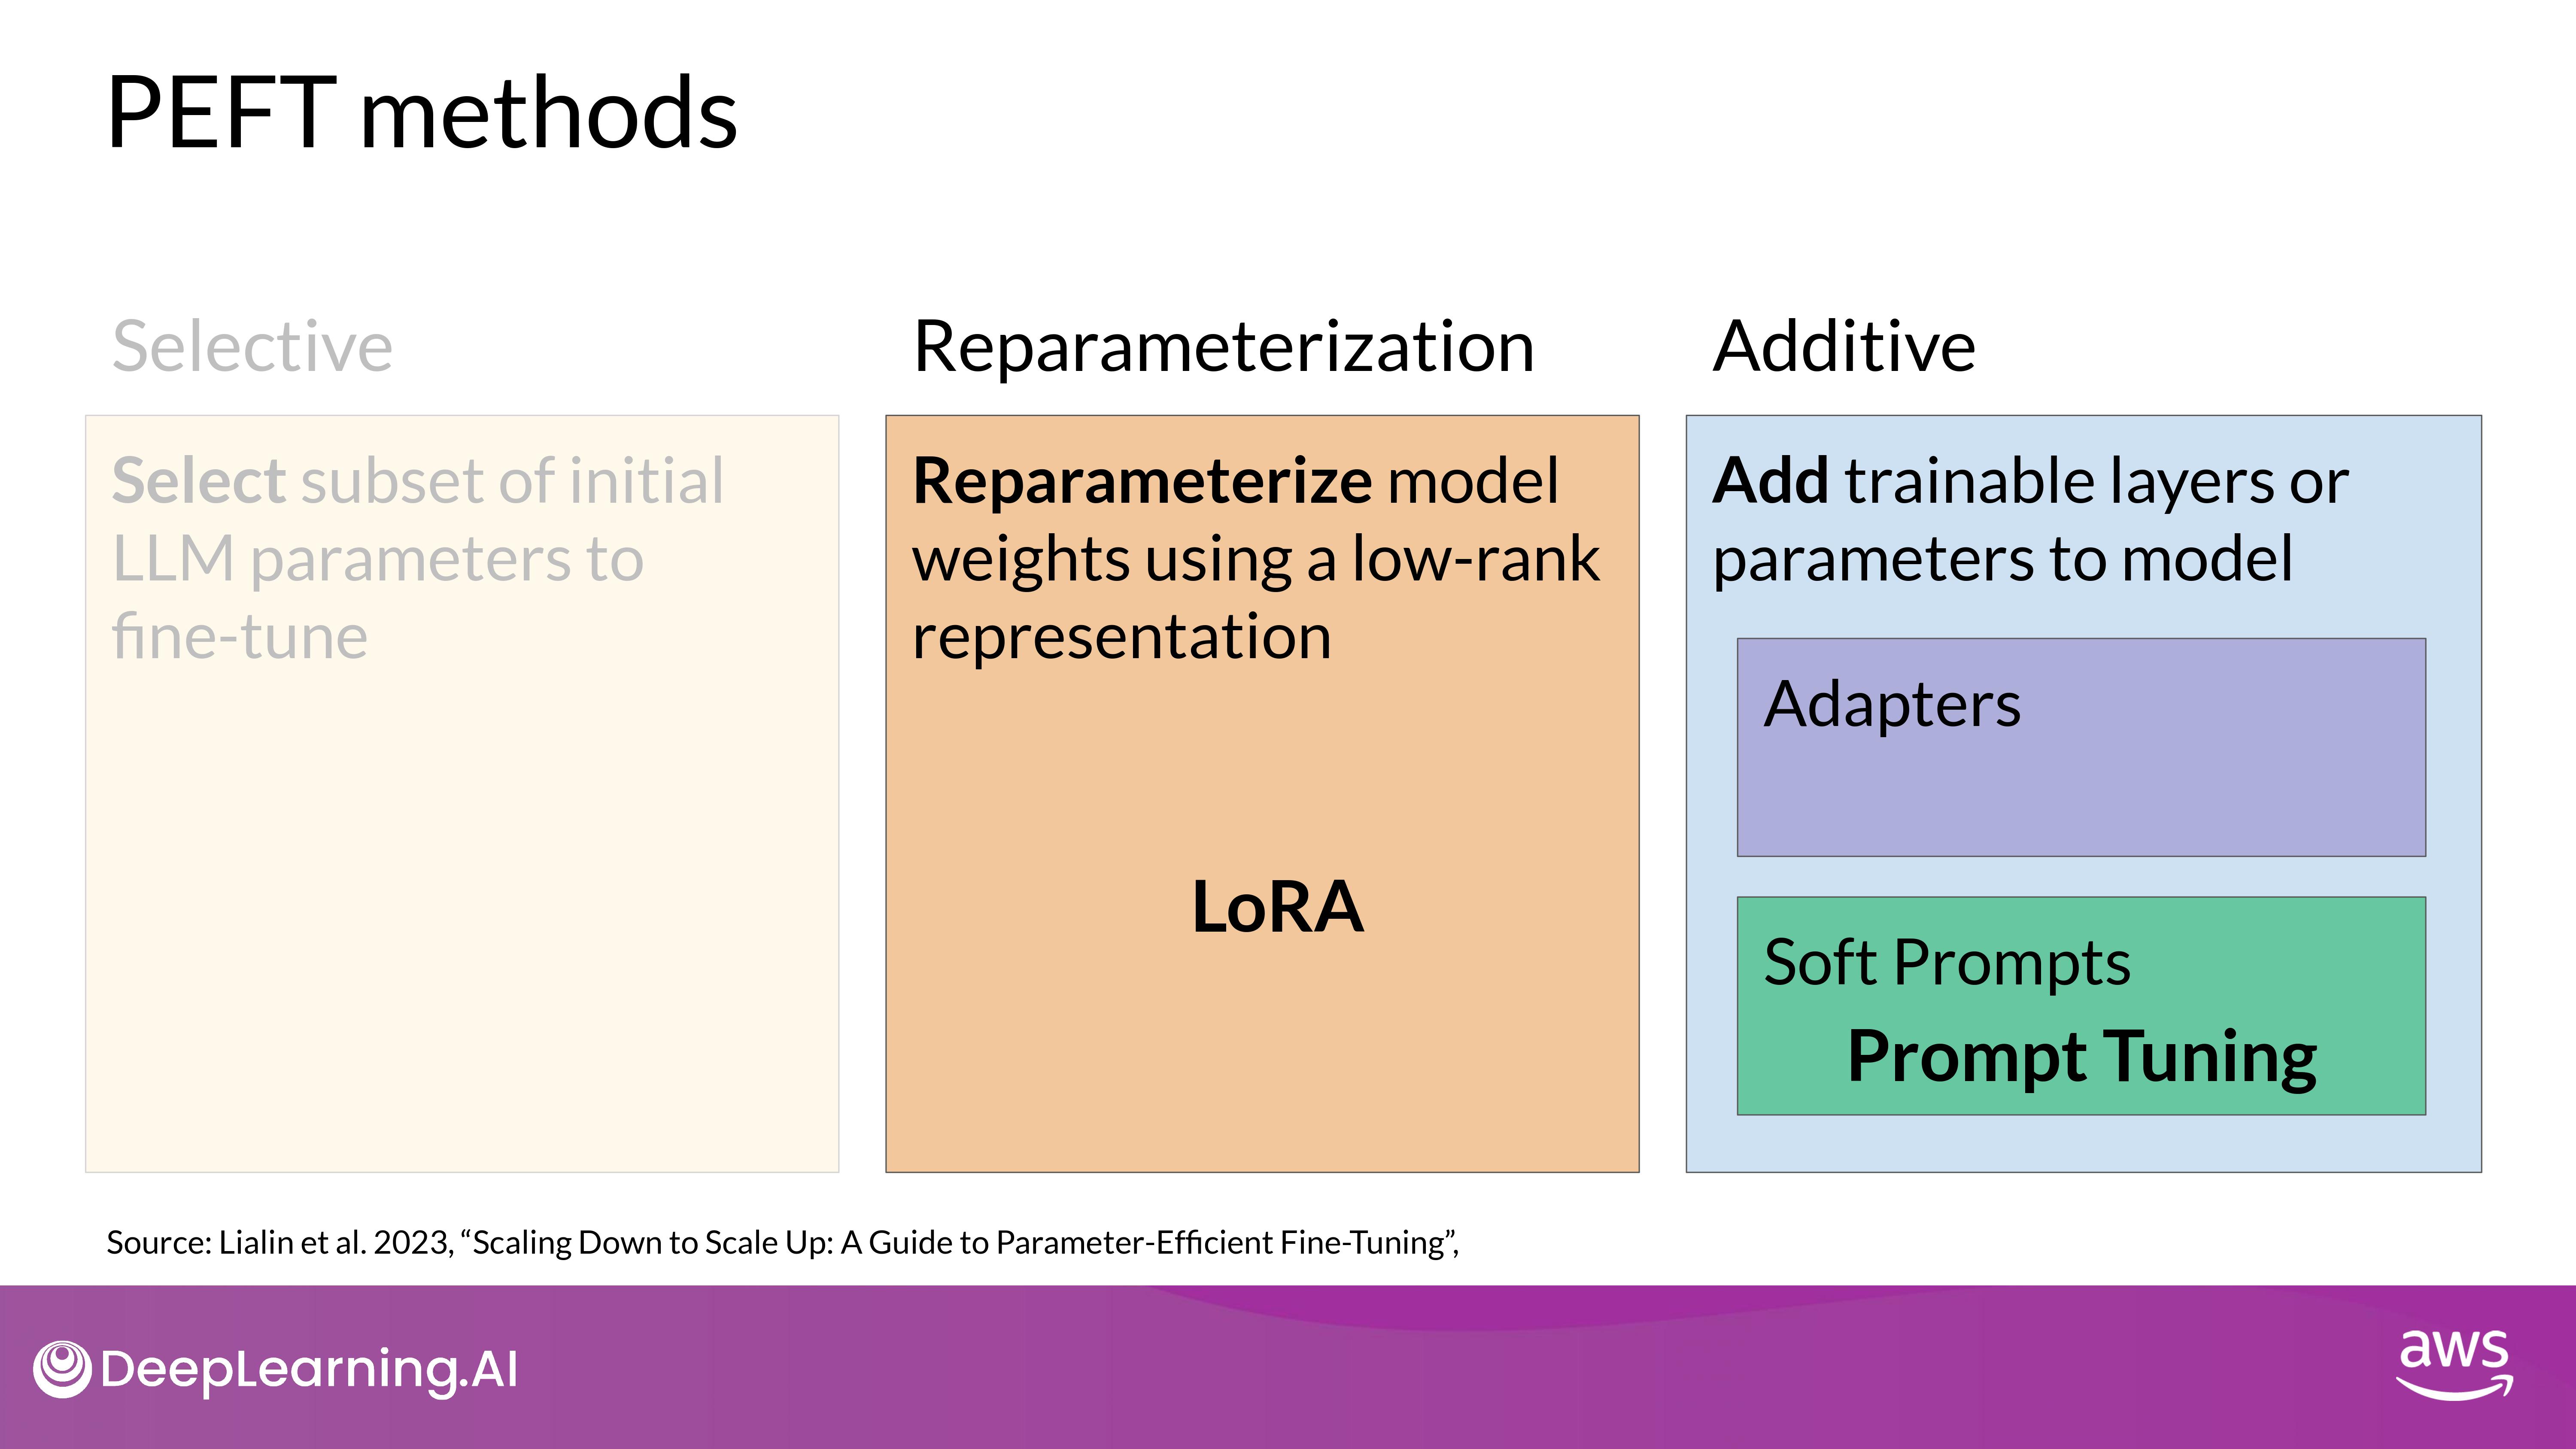 PEFT methods
Selective
Select subset of initial
LLM parameters to
fine-tune
Reparameterization
Reparameterize model
weights using a low-rank
representation
LoRA
Additive
Add trainable layers or
parameters to model
Adapters
Soft Prompts
Prompt Tuning
Source: Lialin et al. 2023, “Scaling Down to Scale Up: A Guide to Parameter-Efficient Fine-Tuning”,
DeepLearning.AI
aws